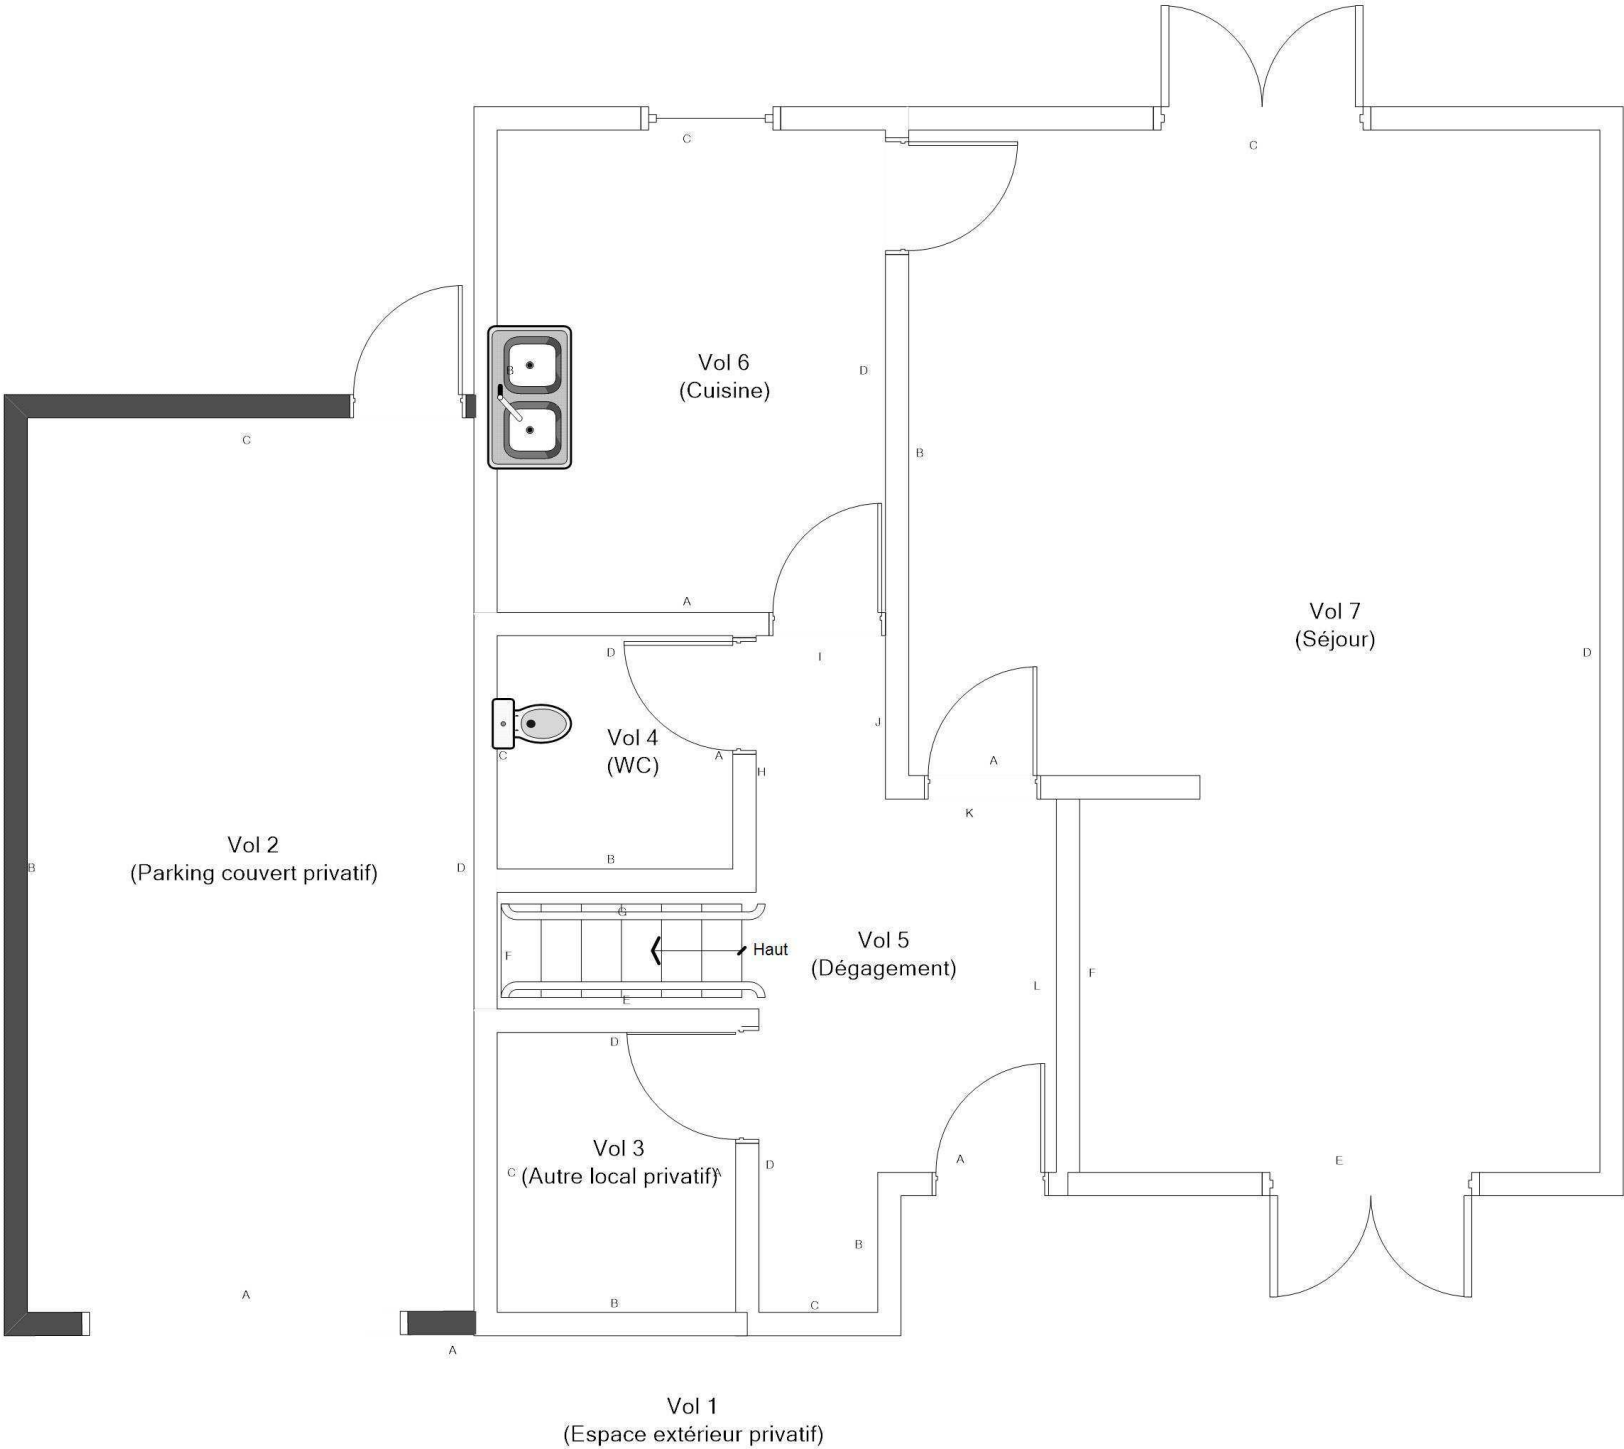 C
C
Vol 6
(Cuisine)
B
D
C
B
Vol 7
(Séjour)
A
D
I
D
J
Vol 4
(WC)
C
A
H
A
K
B
Vol 2
(Parking couvert privatif)
B
D
G
Haut
F
E
Vol 5
(Dégagement)
L
F
D
Vol 3
(Autre local privatif)
C
A
D
A
E
B
A
B
C
A
Vol 1
(Espace extérieur privatif)